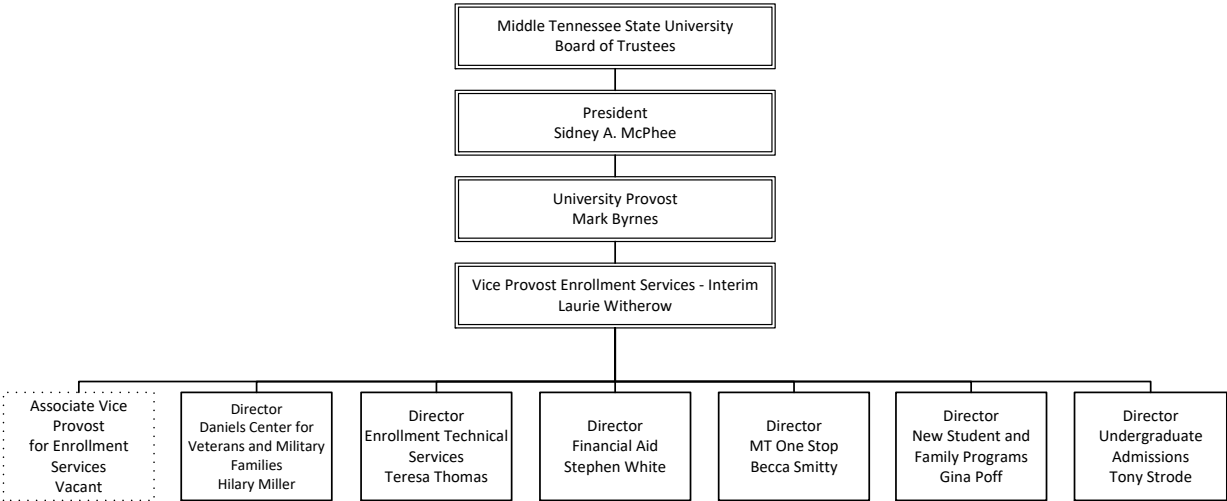 Middle Tennessee State University
Board of Trustees
President
Sidney A. McPhee
University Provost
Mark Byrnes
Vice Provost Enrollment Services - Interim
Laurie Witherow
Associate Vice
Provost
for Enrollment
Services
Vacant
Director
Daniels Center for
Veterans and Military
Families
Hilary Miller
Director
Enrollment Technical
Services
Teresa Thomas
Director
Financial Aid
Stephen White
Director
MT One Stop
Becca Smitty
Director
New Student and
Family Programs
Gina Poff
Director
Undergraduate
Admissions
Tony Strode